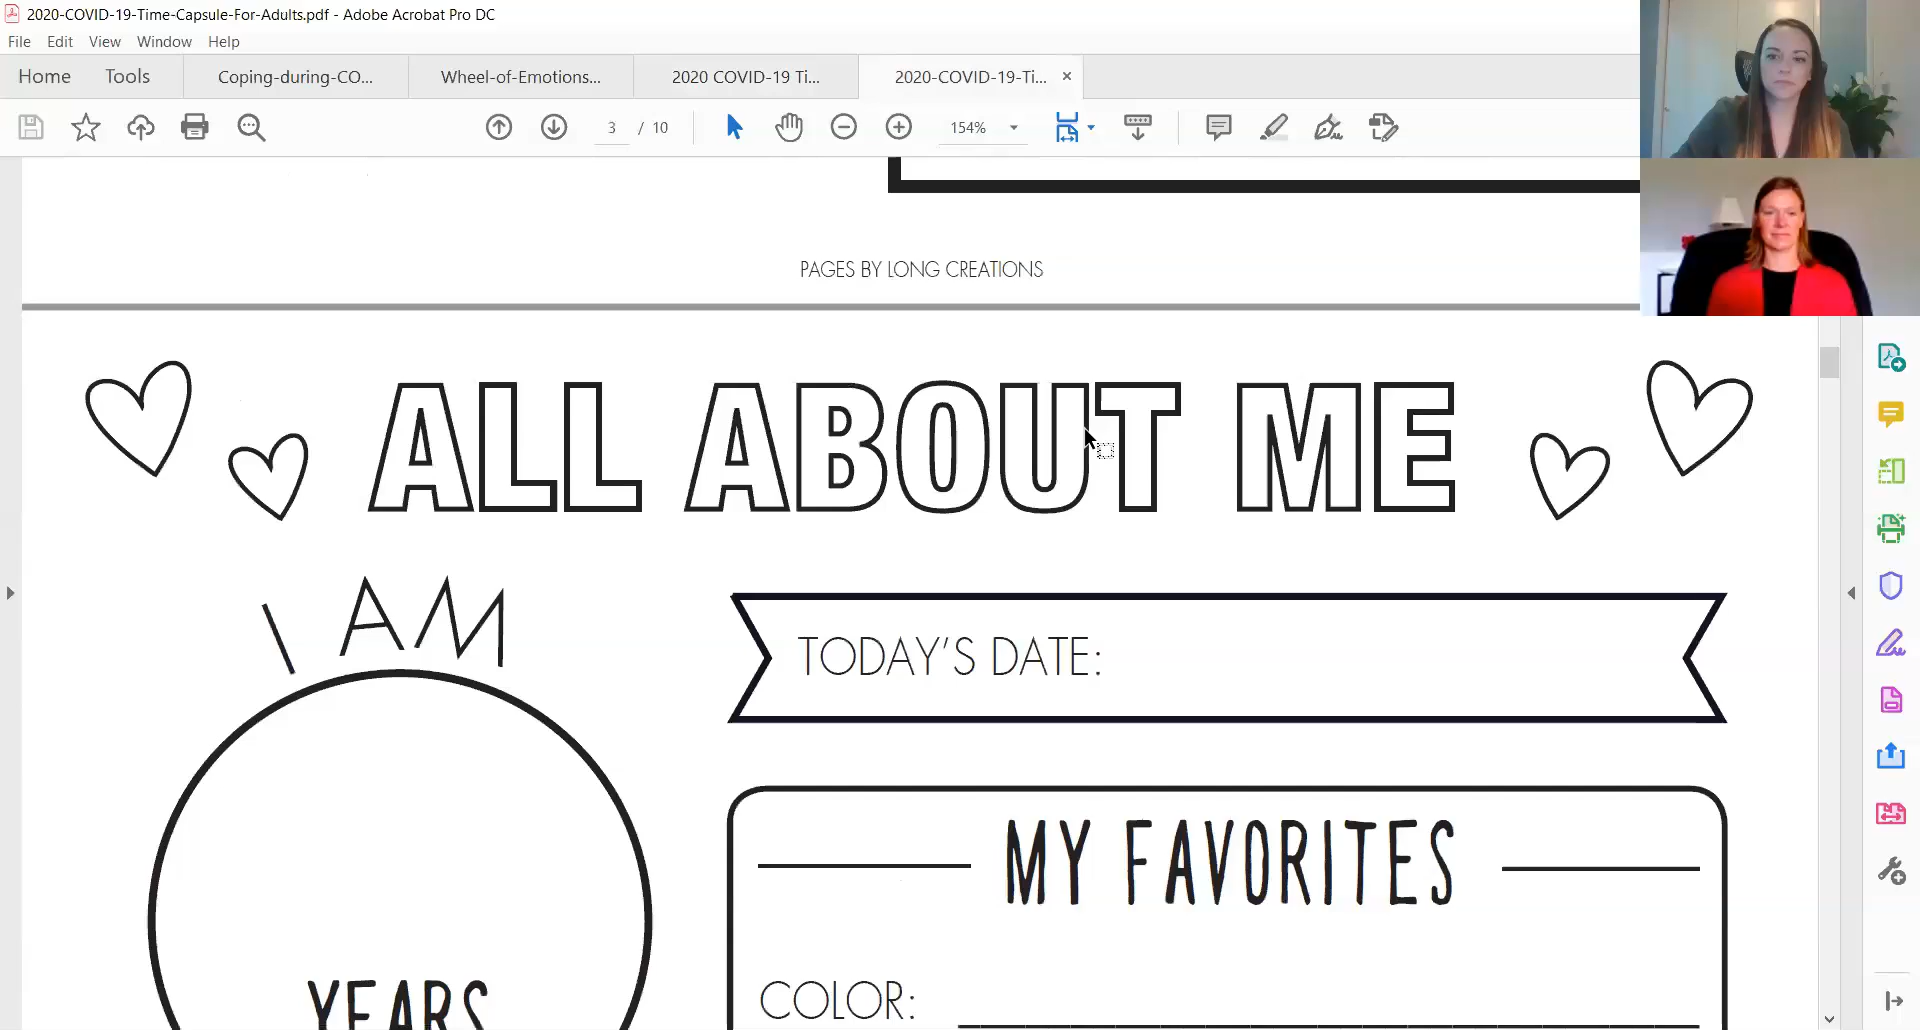 2020-COVID-19-Time-Capsule-For-Adults.pdf - Adobe Acrobat Pro DC
File Edit View Window Help
Home Tools Coping-during-CO... Wheel-of-Emotions... 2020 COVID-19 Ti... 2020-COVID-19-Ti... ×
3 / 10 154%
PAGES BY LONG CREATIONS
ALL ABOUT ME
I AM
TODAY'S DATE:
MY FAVORITES
YEARS
COLOR: